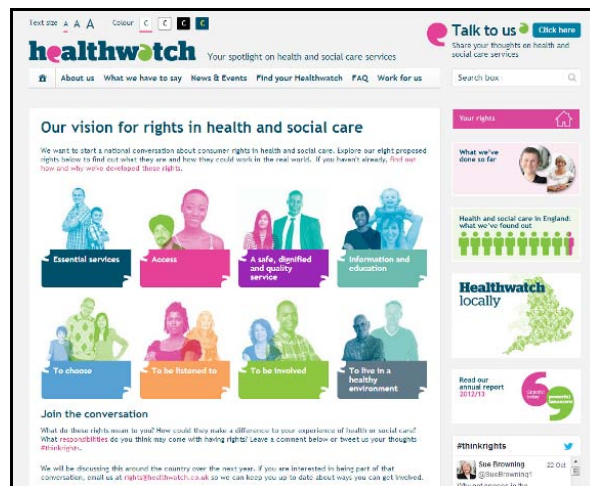 Text size A A A Colour C C C C
healthwatch
Your spotlight on health and social care services
Talk to us
Click here
Share your thoughts on health and
social care services
About us What we have to say News & Events Find your Healthwatch FAQ Work for us
Search box
Our vision for rights in health and social care
We want to start a national conversation about consumer rights in health and social care. Explore our eight proposed
rights below to find out what they are and how they could work in the real world. If you haven't already, find out
how and why we've developed these rights.
Essential services
Access
A safe, dignified
and quality
service
Information and
education
To choose
To be listened to
To be involved
To live in a
healthy
environment
Join the conversation
What do these rights mean to you? How could they make a difference to your experience of health or social care?
What responsibilities do you think may come with having rights? Leave a comment below or tweet us your thoughts
#thinkrights.
We will be discussing this around the country over the next year. If you are interested in being part of that
conversation, email us at rights@healthwatch.co.uk so we can keep you up to date about ways you can get involved.
Your rights
What we've
done so far
Health and social care in England:
what we've found out
Healthwatch
locally
Read our
annual report
2012/13
#thinkrights
Sue Browning 22 Oct
@SueBrowning1